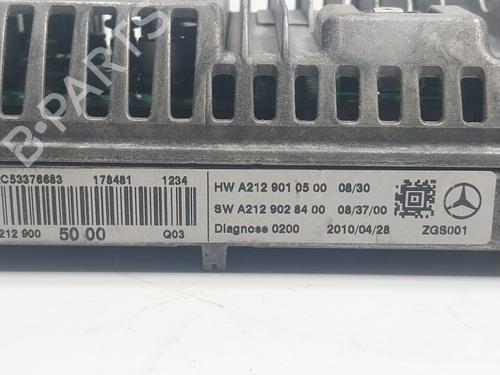 B-PARTS
C53376683 178481 1234
212 900 50 00 Q03
HW A212 901 05 00 08/30
SW A212 902 84 00 08/37/00
Diagnose 0200 2010/04/28 ZGS001